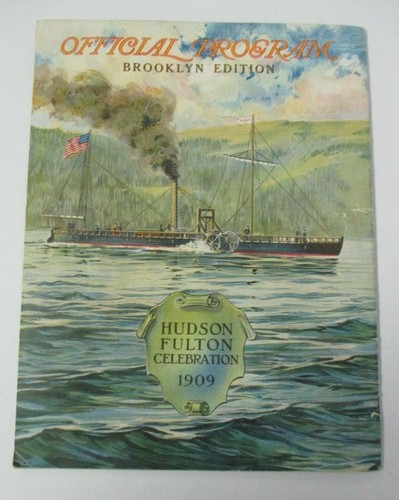 OFFICIAL PROGRAM
BROOKLYN EDITION
HUDSON
FULTON
CELEBRATION
1909